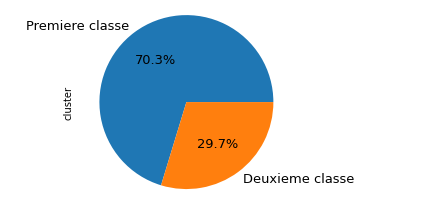 Premiere classe
70.3%
cluster
29.7%
Deuxieme classe